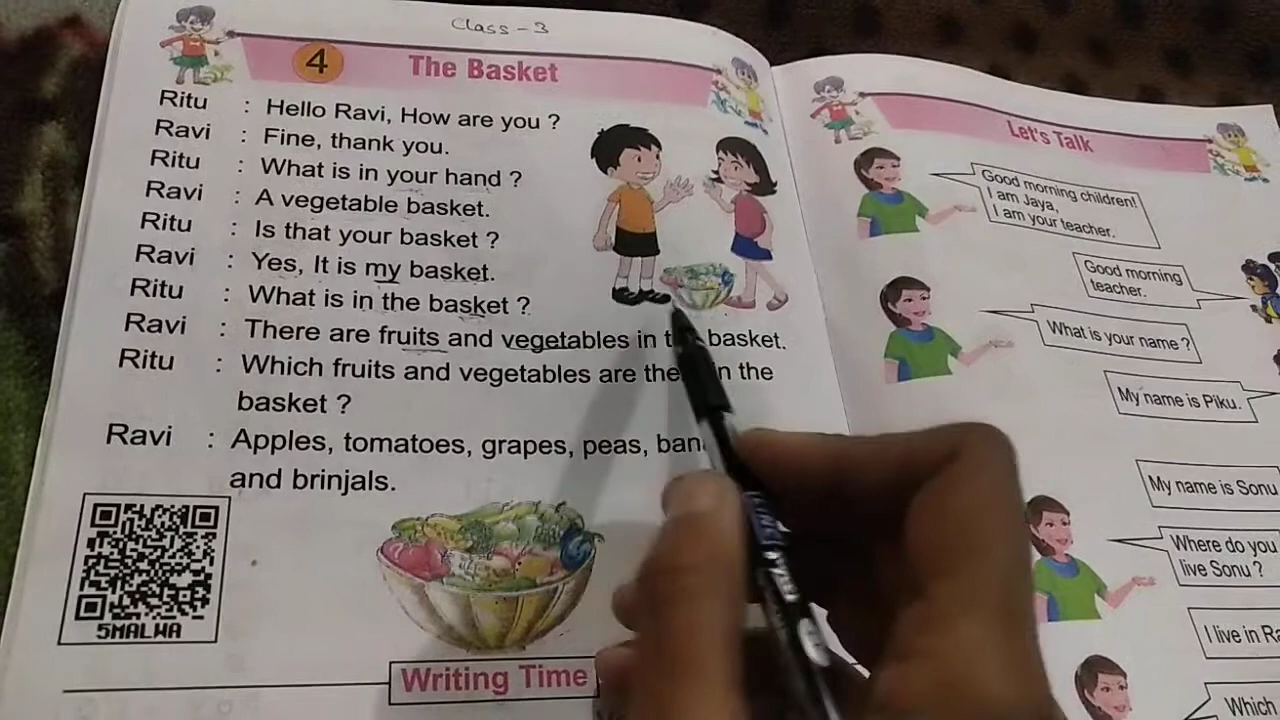 Class - 3
4 The Basket
Ritu : Hello Ravi, How are you ?
Ravi : Fine, thank you.
Ritu : What is in your hand ?
Ravi : A vegetable basket.
Ritu : Is that your basket ?
Ravi : Yes, It is my basket.
Ritu : What is in the basket ?
Ravi : There are fruits and vegetables in basket.
Ritu : Which fruits and vegetables are in the
basket ?
Ravi : Apples, tomatoes, grapes, peas,
and brinjals.
5MALWA
Writing Time
Let's Talk
Good morning children!
I am Jaya,
I am your teacher.
Good morning
teacher.
What is your name ?
My name is Piku.
My name is Sonu
Where do you
live Sonu ?
I live in
Which